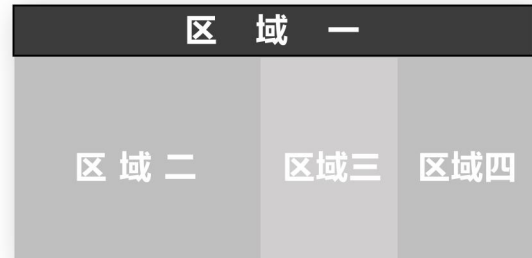 区 域 一
区 域 二 区域三 区域四